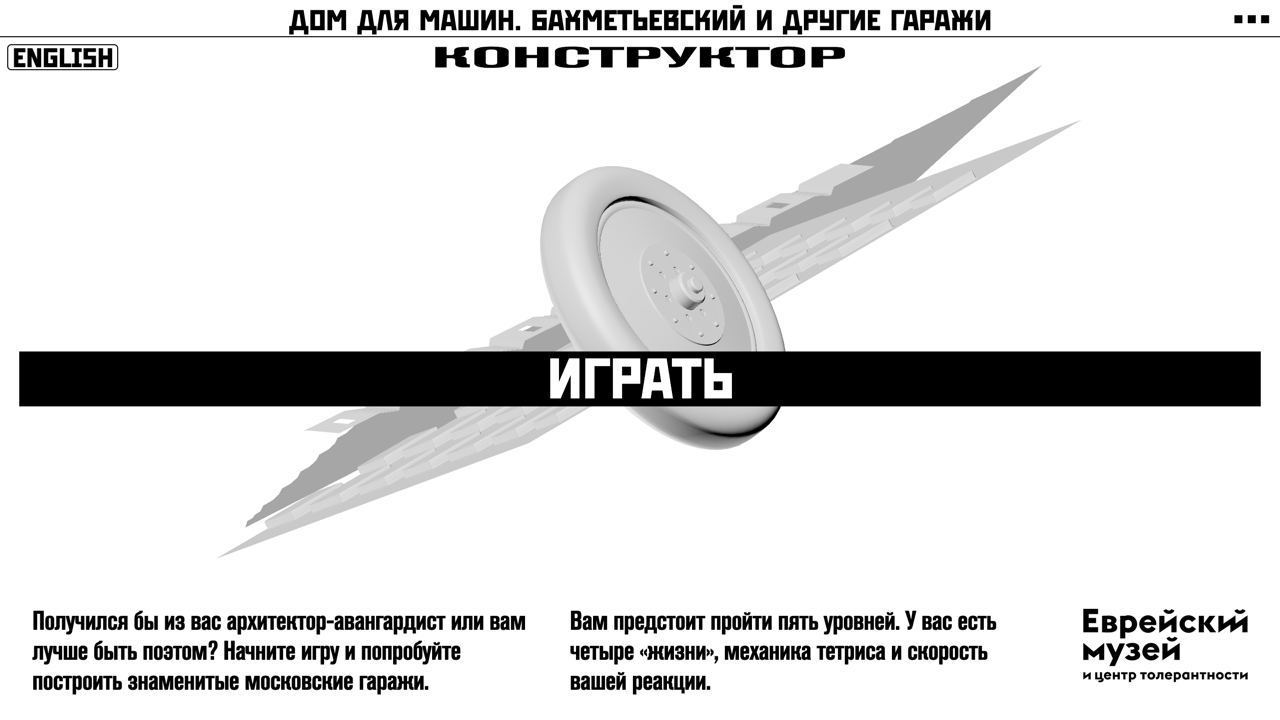 ДОМ ДЛЯ МАШИН. БАХМЕТЬЕВСКИЙ И ДРУГИЕ ГАРАЖИ
ENGLISH
КОНСТРУКТОР
ИГРАТЬ
Получился бы из вас архитектор-авангардист или вам
лучше быть поэтом? Начните игру и попробуйте
построить знаменитые московские гаражи.
Вам предстоит пройти пять уровней. У вас есть
четыре «жизни», механика тетриса и скорость
вашей реакции.
Еврейский
музей
и центр толерантности